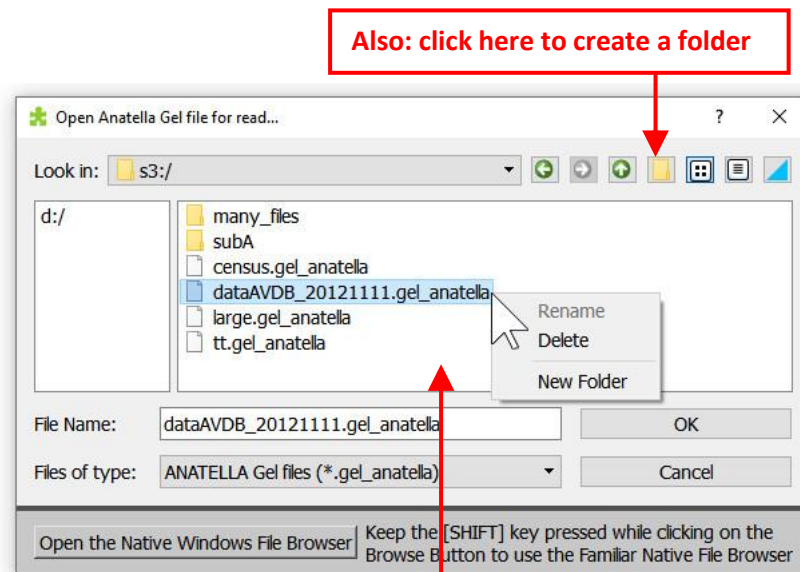 Also: click here to create a folder
Open Anatella Gel file for read...
?
Look in:
s3:/
d:/
many_files
subA
census.gel_anatella
dataAVDB_20121111.gel_anatella
large.gel_anatella
tt.gel_anatella
Rename
Delete
New Folder
File Name:
dataAVDB_20121111.gel_anatella
OK
Files of type:
ANATELLA Gel files (*.gel_anatella)
Cancel
Open the Native Windows File Browser
Keep the [SHIFT] key pressed while clicking on the
Browse Button to use the Familiar Native File Browser